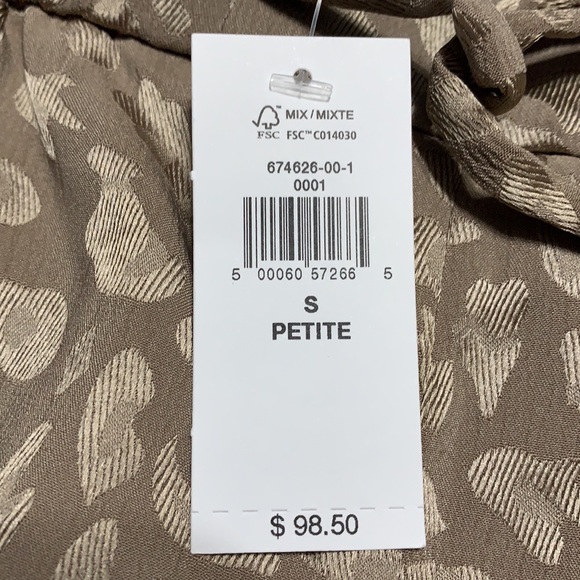 MIX / MIXTE
FSC FSC™ C014030
674626-00-1
0001
5 00060 57266 5
S
PETITE
$ 98.50